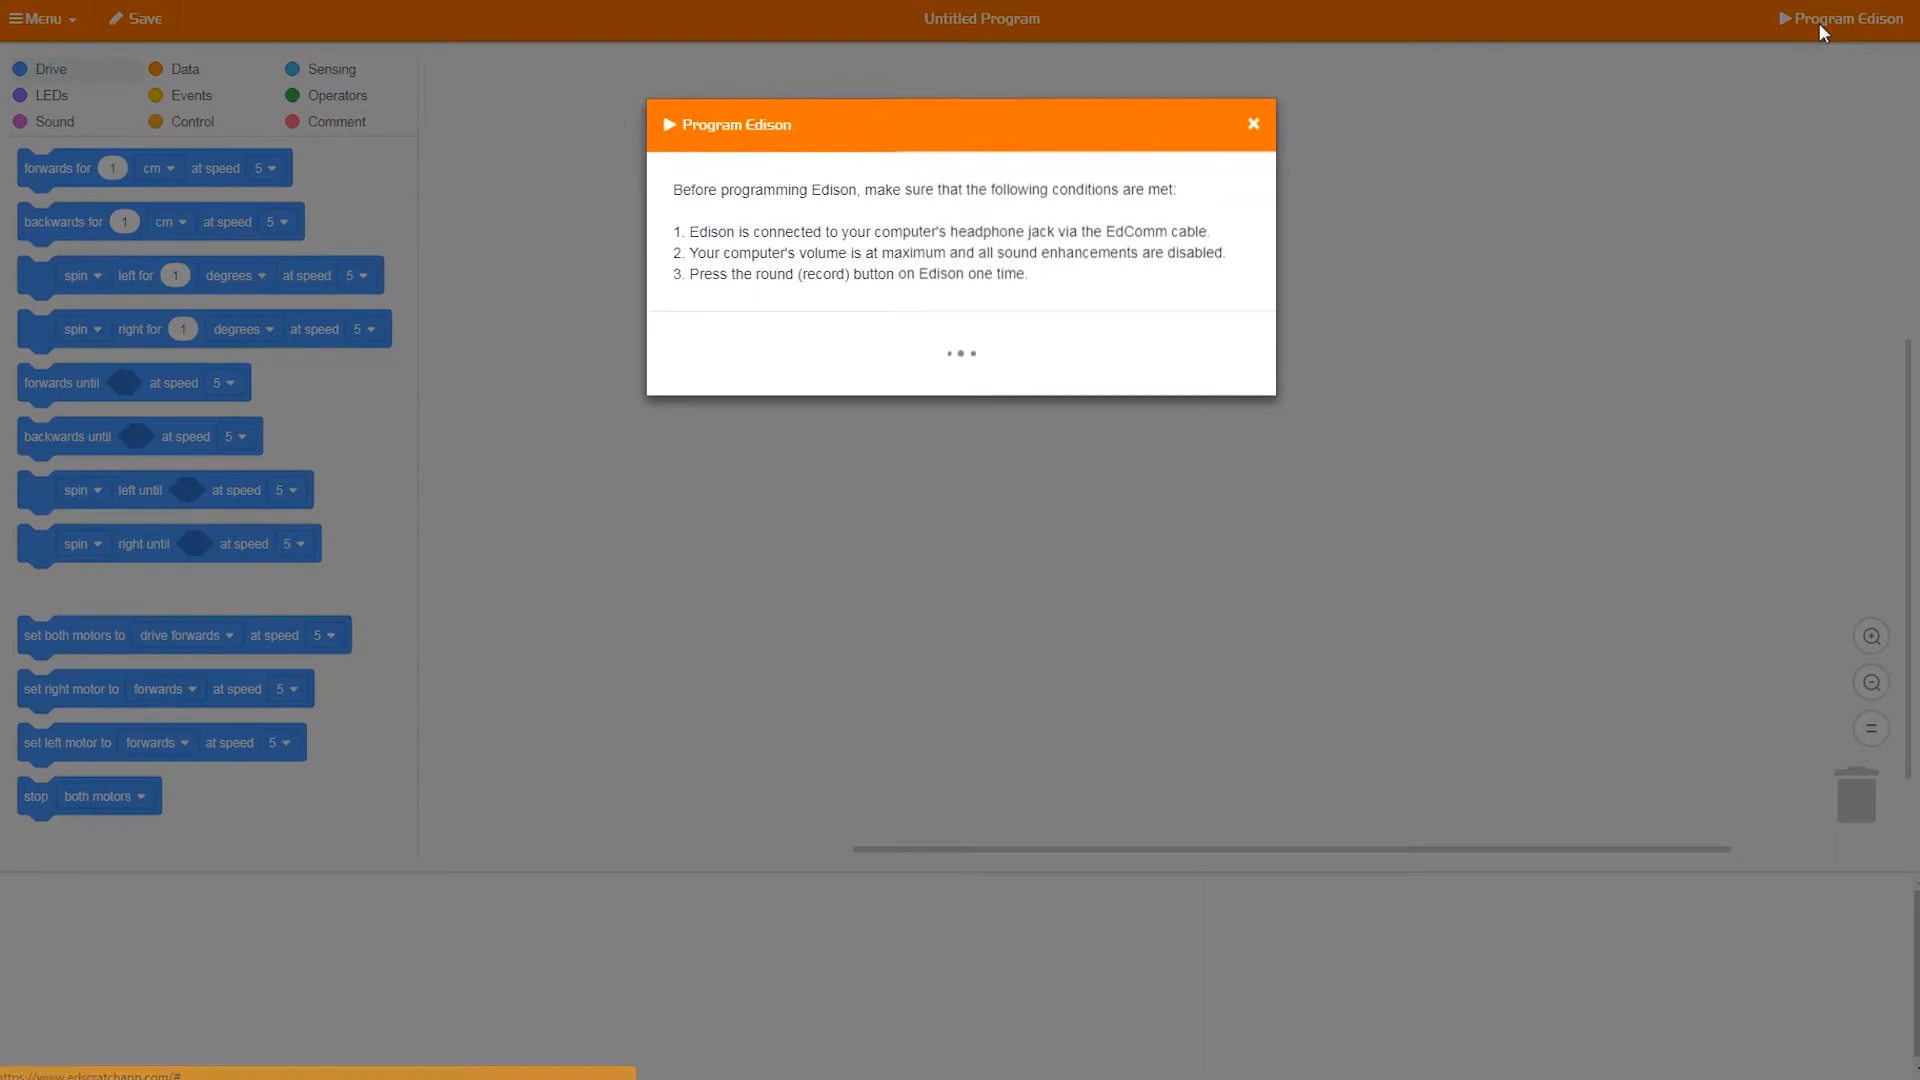 Menu
Save
Untitled Program
Program Edison
Drive
Data
Sensing
LEDs
Events
Operators
Sound
Control
Comment
forwards for 1 cm at speed 5
backwards for 1 cm at speed 5
spin left for 1 degrees at speed 5
spin right for 1 degrees at speed 5
forwards until at speed 5
backwards until at speed 5
spin left until at speed 5
spin right until at speed 5
set both motors to drive forwards at speed 5
set right motor to forwards at speed 5
set left motor to forwards at speed 5
stop both motors
Program Edison
Before programming Edison, make sure that the following conditions are met:
1. Edison is connected to your computer's headphone jack via the EdComm cable.
2. Your computer's volume is at maximum and all sound enhancements are disabled.
3. Press the round (record) button on Edison one time.
https://www.edscratchapp.com/#